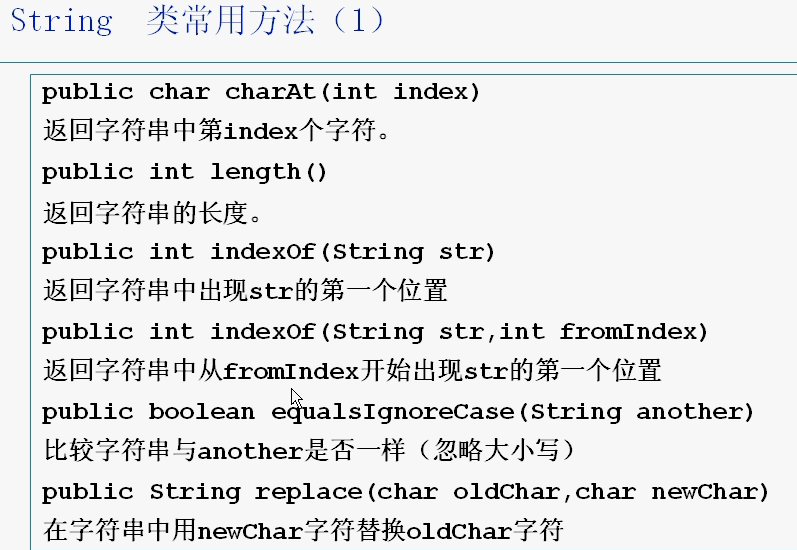 String 类常用方法（1）
public char charAt(int index)
返回字符串中第index个字符。
public int length()
返回字符串的长度。
public int indexOf(String str)
返回字符串中出现str的第一个位置
public int indexOf(String str,int fromIndex)
返回字符串中从fromIndex开始出现str的第一个位置
public boolean equalsIgnoreCase(String another)
比较字符串与another是否一样（忽略大小写）
public String replace(char oldChar,char newChar)
在字符串中用newChar字符替换oldChar字符